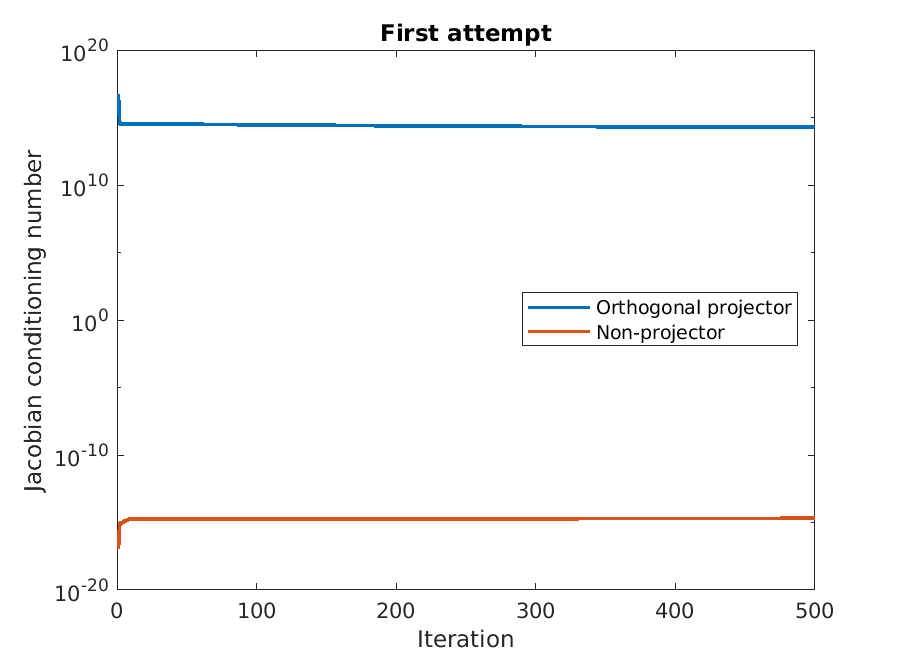 First attempt
10^20
10^10
10^0
10^-10
10^-20
Jacobian conditioning number
Orthogonal projector
Non-projector
0 100 200 300 400 500
Iteration